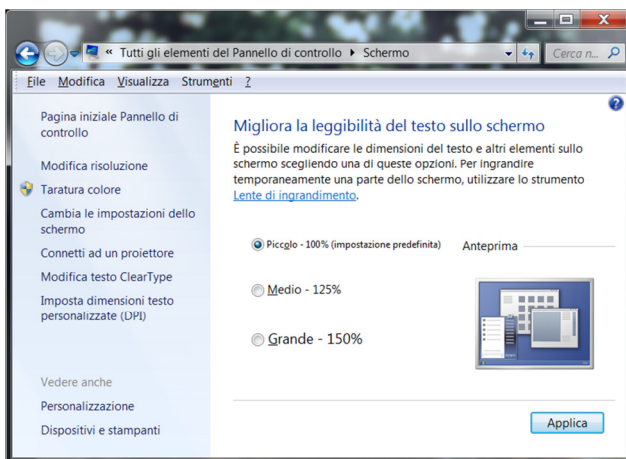 « Tutti gli elementi del Pannello di controllo ▸ Schermo
Cerca n...
File Modifica Visualizza Strumenti ?
Pagina iniziale Pannello di
controllo
Modifica risoluzione
Taratura colore
Cambia le impostazioni dello
schermo
Connetti ad un proiettore
Modifica testo ClearType
Imposta dimensioni testo
personalizzate (DPI)
Vedere anche
Personalizzazione
Dispositivi e stampanti
Migliora la leggibilità del testo sullo schermo
È possibile modificare le dimensioni del testo e altri elementi sullo
schermo scegliendo una di queste opzioni. Per ingrandire
temporaneamente una parte dello schermo, utilizzare lo strumento
Lente di ingrandimento.
Piccolo - 100% (impostazione predefinita)
Anteprima
Medio - 125%
Grande - 150%
Applica